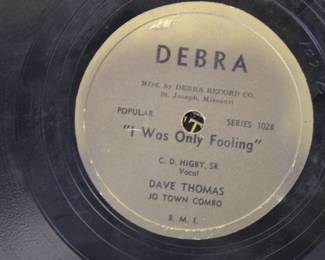 DEBRA
MFD. by DEBRA RECORD CO.
St. Joseph, Missouri
POPULAR SERIES 1028
"I Was Only Fooling"
C. D. HIGBY, SR.
Vocal
DAVE THOMAS
JO TOWN COMBO
B. M. I.